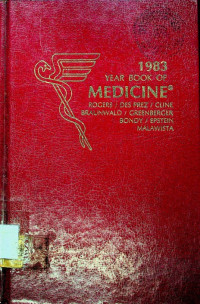 1983
YEAR BOOK OF
MEDICINE®
ROGERS / DES PREZ / CLINE
BRAUNWALD / GREENBERGER
BONDY / EPSTEIN
MALAWISTA